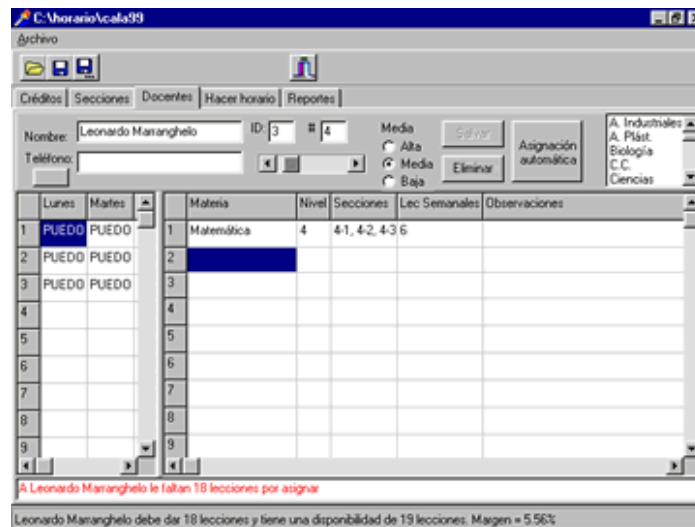 C:\horario\cala99
Archivo
Créditos Secciones Docentes Hacer horario Reportes
Nombre: Leonardo Marranghelo ID: 3 # 4 Media Salvar Asignación automática A. Industriales
Alta A. Plást.
Teléfono: Media Eliminar Biología
Baja C.C.
Ciencias
Lunes Martes Materia Nivel Secciones Lec Semanales Observaciones
1 PUEDO PUEDO 1 Matemática 4 4-1, 4-2, 4-3 6
2 PUEDO PUEDO 2
3 PUEDO PUEDO 3
4 4
5 5
6 6
7 7
8 8
9 9
A Leonardo Marranghelo le faltan 18 lecciones por asignar
Leonardo Marranghelo debe dar 18 lecciones y tiene una disponibilidad de 19 lecciones. Margen = 5.56%